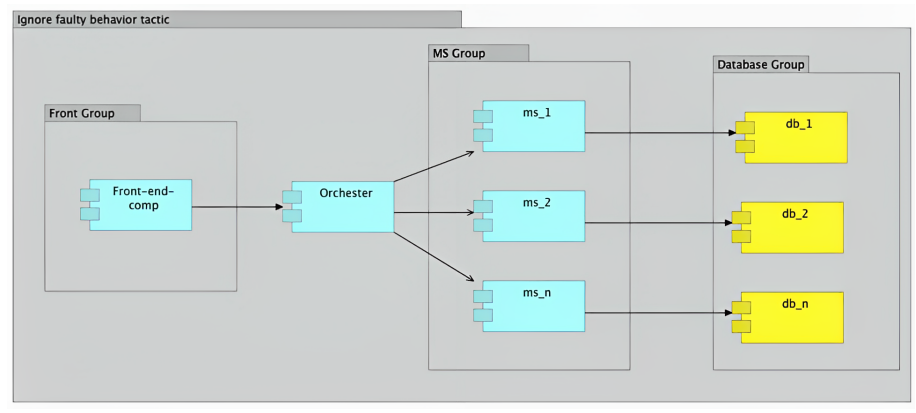 Ignore faulty behavior tactic
MS Group
Database Group
Front Group
ms_1
db_1
Front-end-
comp
Orchester
ms_2
db_2
ms_n
db_n